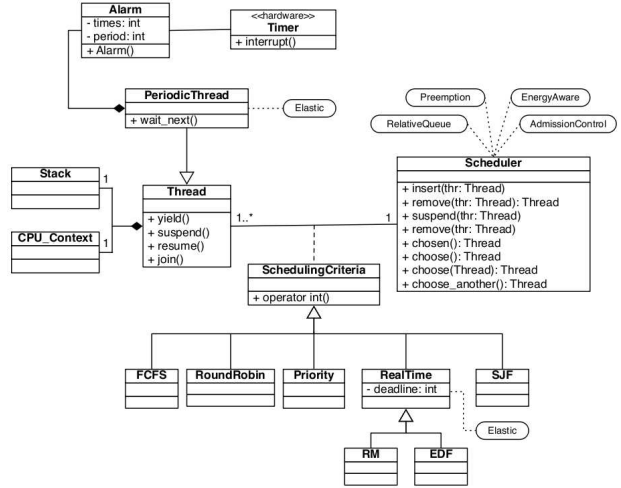 Alarm
- times: int
- period: int
+ Alarm()
<<hardware>>
Timer
+ interrupt()
PeriodicThread
+ wait_next()
Elastic
Preemption
EnergyAware
RelativeQueue
AdmissionControl
Stack
1
CPU_Context
1
Thread
+ yield()
+ suspend()
+ resume()
+ join()
1..*
1
Scheduler
+ insert(thr: Thread)
+ remove(thr: Thread): Thread
+ suspend(thr: Thread)
+ remove(thr: Thread)
+ chosen(): Thread
+ choose(): Thread
+ choose(Thread): Thread
+ choose_another(): Thread
SchedulingCriteria
+ operator int()
FCFS
RoundRobin
Priority
RealTime
- deadline: int
SJF
Elastic
RM
EDF